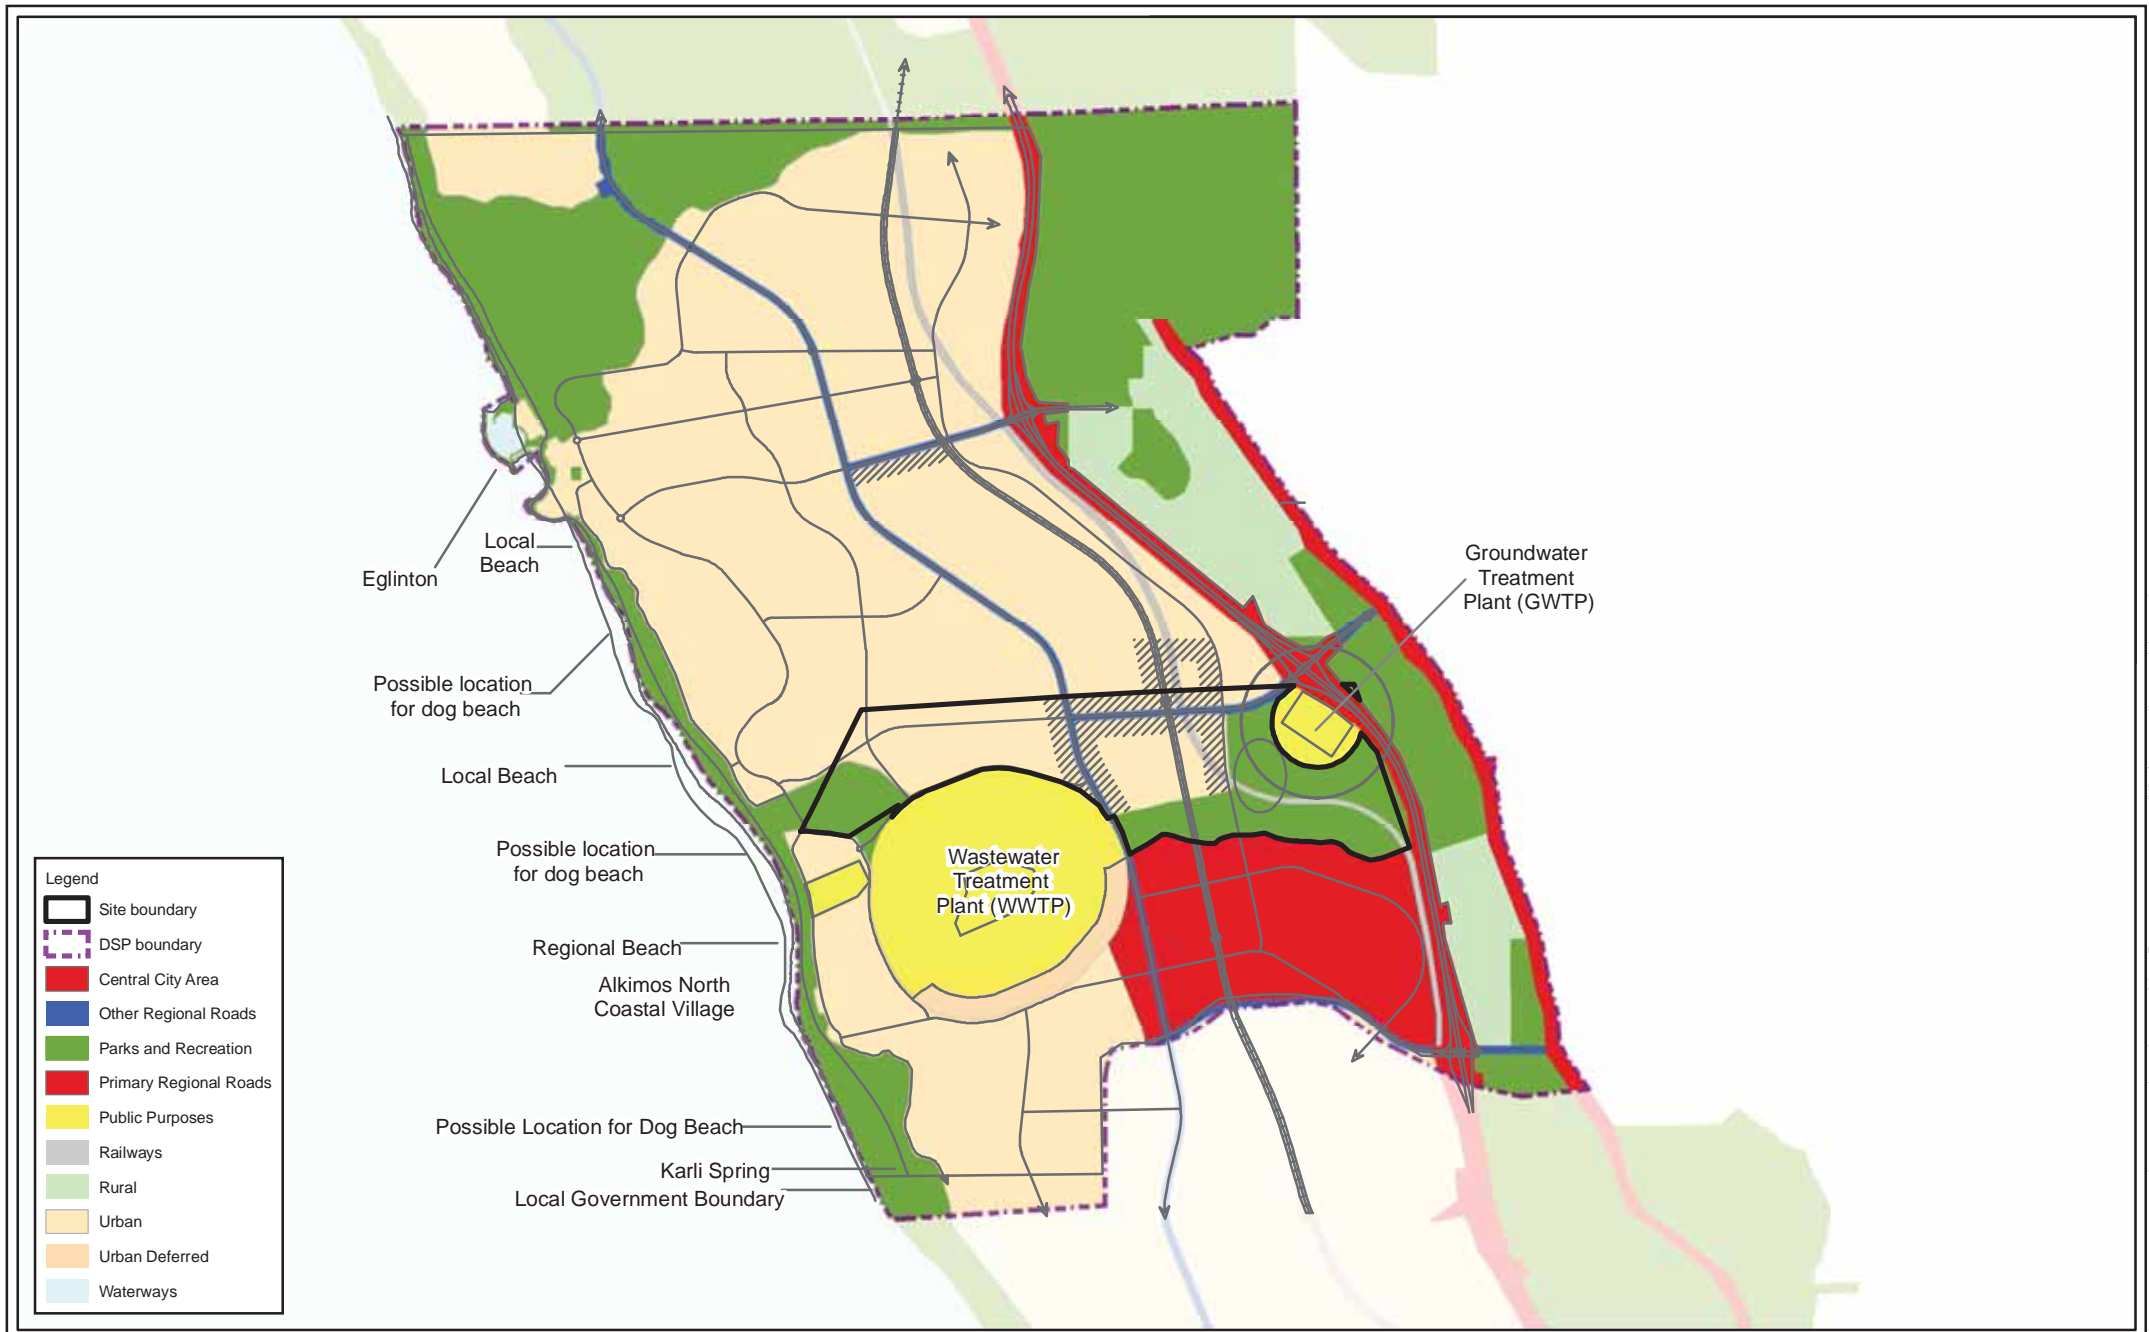 Eglinton
Local
Beach
Groundwater
Treatment
Plant (GWTP)
Possible location
for dog beach
Local Beach
Possible location
for dog beach
Wastewater
Treatment
Plant (WWTP)
Regional Beach
Alkimos North
Coastal Village
Possible Location for Dog Beach
Karli Spring
Local Government Boundary
Legend
Site boundary
DSP boundary
Central City Area
Other Regional Roads
Parks and Recreation
Primary Regional Roads
Public Purposes
Railways
Rural
Urban
Urban Deferred
Waterways